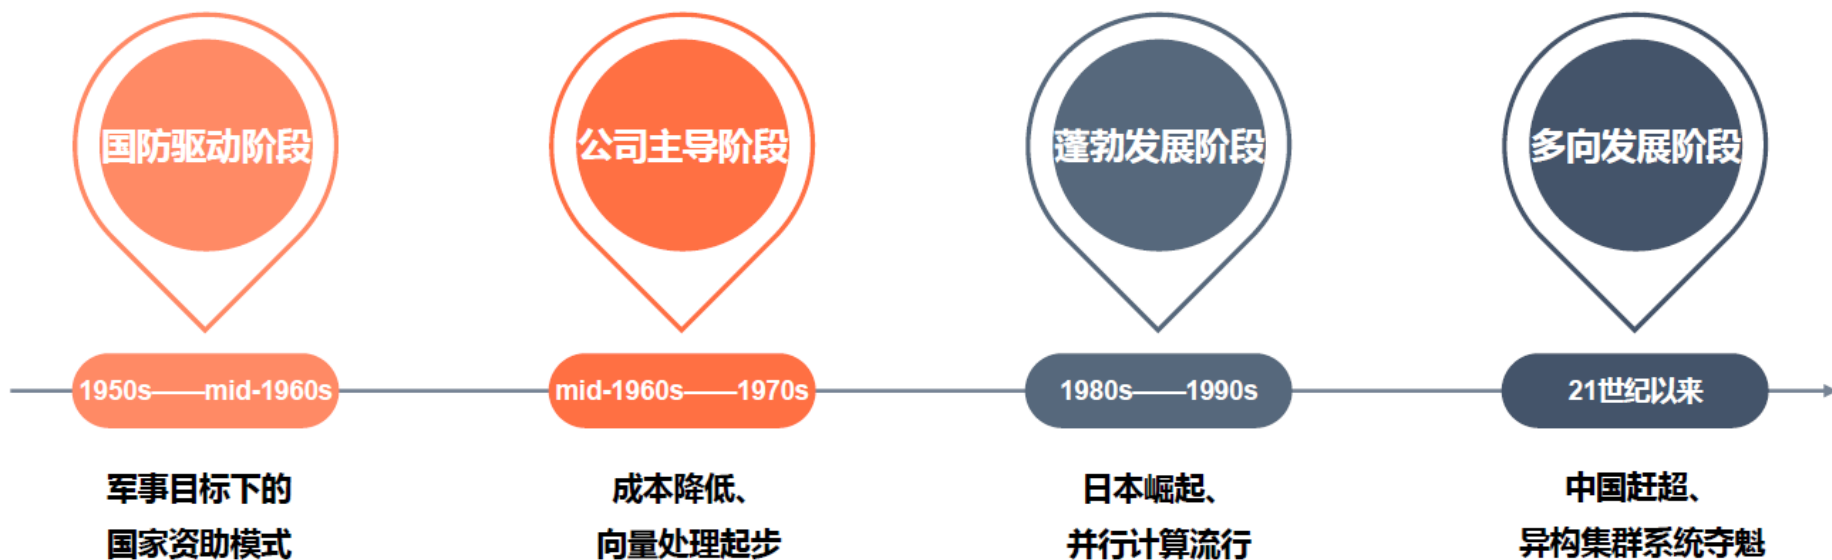 国防驱动阶段
公司主导阶段
蓬勃发展阶段
多向发展阶段
1950s——mid-1960s
mid-1960s——1970s
1980s——1990s
21世纪以来
军事目标下的
国家资助模式
成本降低、
向量处理起步
日本崛起、
并行计算流行
中国赶超、
异构集群系统夺魁